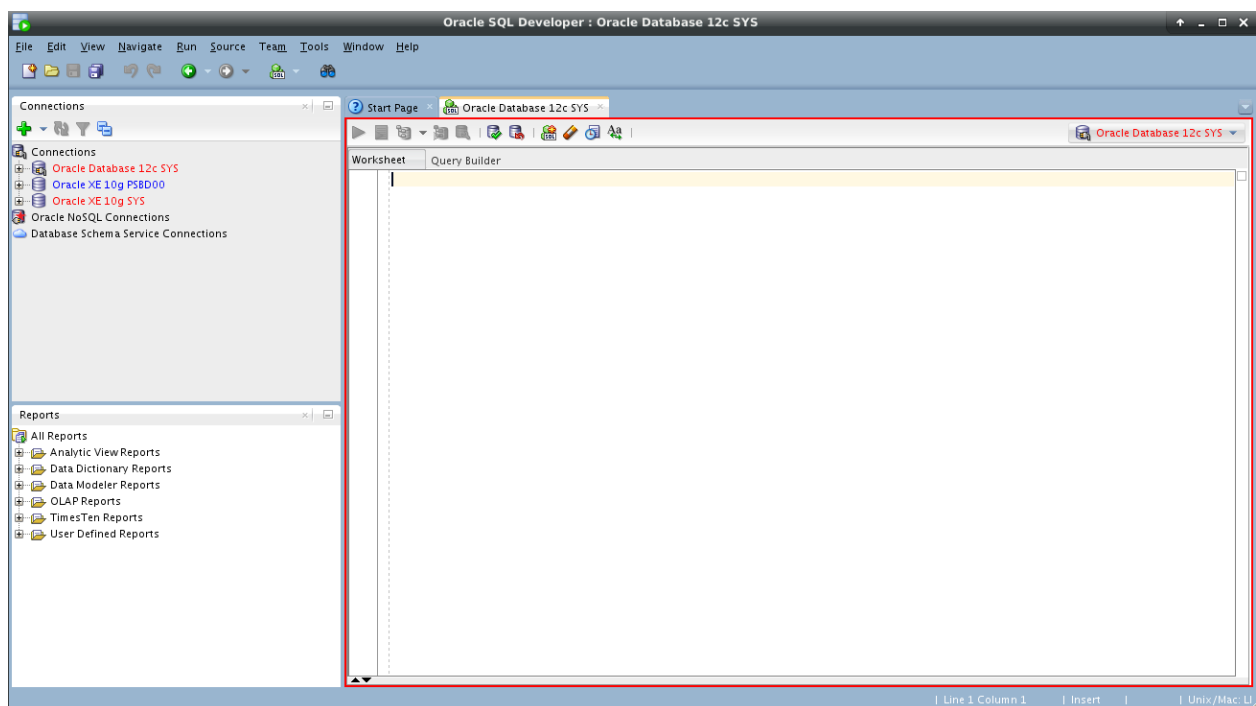 Oracle SQL Developer : Oracle Database 12c SYS
File Edit View Navigate Run Source Team Tools Window Help
Connections
Connections
Oracle Database 12c SYS
Oracle XE 10g PSBD00
Oracle XE 10g SYS
Oracle NoSQL Connections
Database Schema Service Connections
Reports
All Reports
Analytic View Reports
Data Dictionary Reports
Data Modeler Reports
OLAP Reports
TimesTen Reports
User Defined Reports
Start Page Oracle Database 12c SYS
Oracle Database 12c SYS
Worksheet Query Builder
| Line 1 Column 1 | Insert | | Unix/Mac: LI